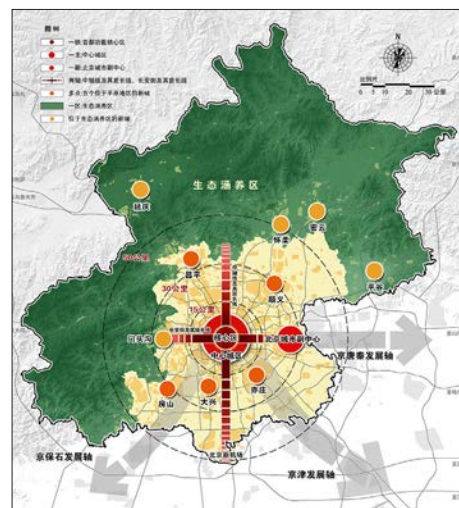 图例
一核:首都功能核心区
一主:中心城区
一副:北京城市副中心
两轴:中轴线及其延长线、长安街及其延长线
多点:五个位于平原地区的新城
一区:生态涵养区
位于生态涵养区的新城
N
比例尺
0 5 10 20 30公里
生态涵养区
延庆
密云
怀柔
平谷
50公里
昌平
30公里
顺义
15公里
门头沟
核心区
北京城市副中心
中心城区
京唐秦发展轴
房山
大兴
亦庄
北京新机场
京保石发展轴
京津发展轴